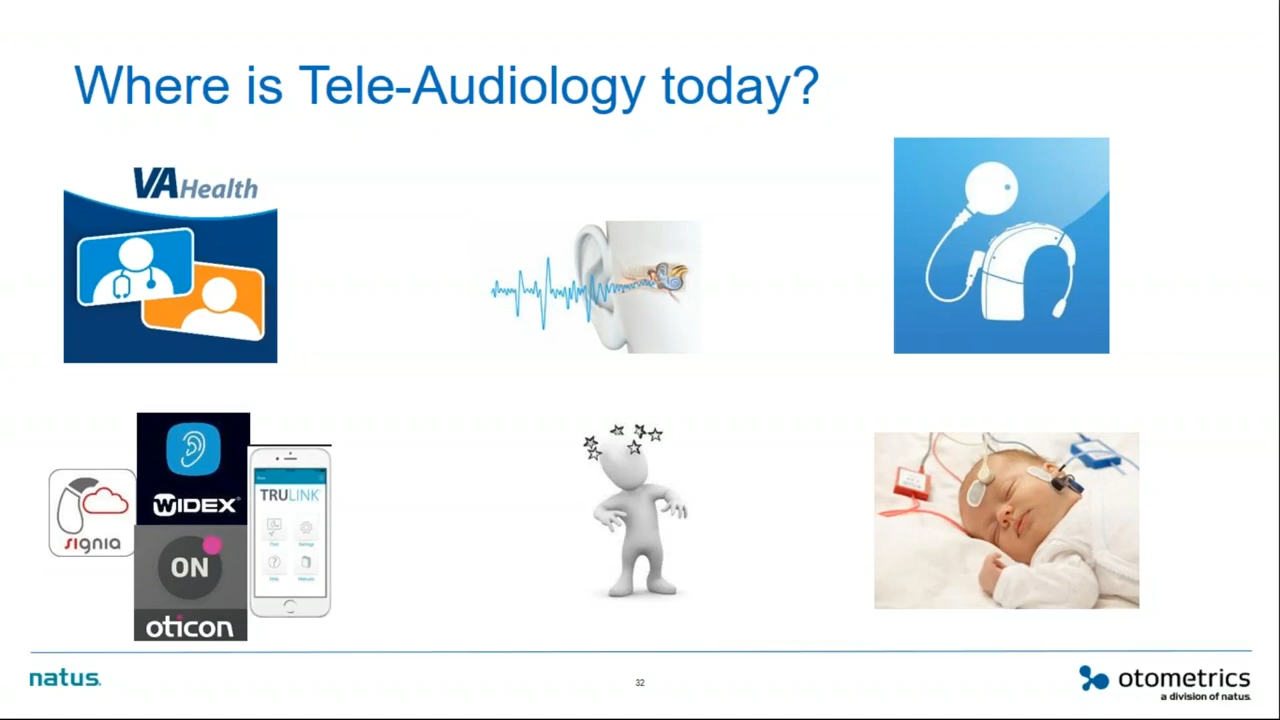 Where is Tele-Audiology today?
VA Health
WIDEX
signia
TRULINK
ON
oticon
natus.
32
otometrics
a division of natus.